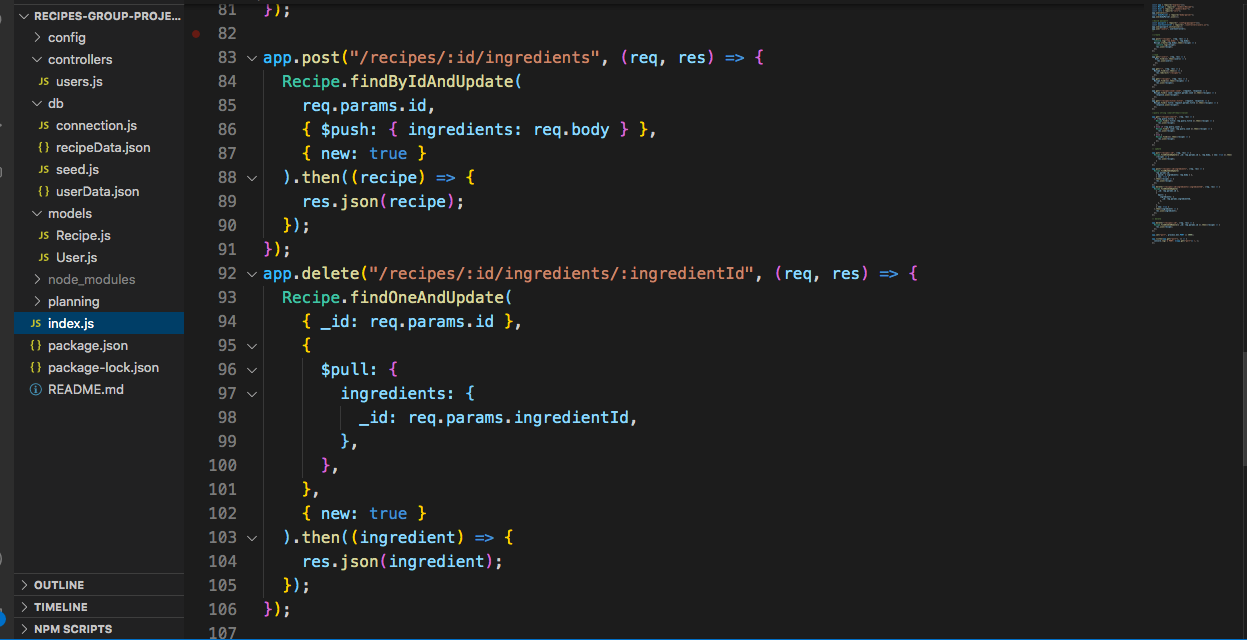 RECIPES-GROUP-PROJE...
config
controllers
JS users.js
db
JS connection.js
{} recipeData.json
JS seed.js
{} userData.json
models
JS Recipe.js
JS User.js
node_modules
planning
JS index.js
{} package.json
{} package-lock.json
README.md
OUTLINE
TIMELINE
NPM SCRIPTS
81 });
82
83 app.post("/recipes/:id/ingredients", (req, res) => {
84 Recipe.findByIdAndUpdate(
85 req.params.id,
86 { $push: { ingredients: req.body } },
87 { new: true }
88 ).then((recipe) => {
89 res.json(recipe);
90 });
91 });
92 app.delete("/recipes/:id/ingredients/:ingredientId", (req, res) => {
93 Recipe.findOneAndUpdate(
94 { _id: req.params.id },
95 {
96 $pull: {
97 ingredients: {
98 _id: req.params.ingredientId,
99 },
100 },
101 },
102 { new: true }
103 ).then((ingredient) => {
104 res.json(ingredient);
105 });
106 });
107